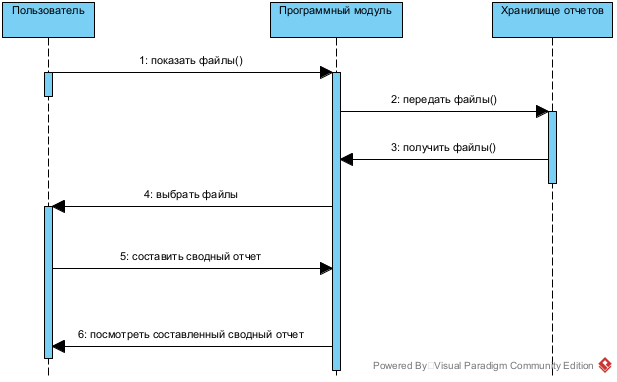 Пользователь
Программный модуль
Хранилище отчетов
1: показать файлы()
2: передать файлы()
3: получить файлы()
4: выбрать файлы
5: составить сводный отчет
6: посмотреть составленный сводный отчет
Powered By□Visual Paradigm Community Edition